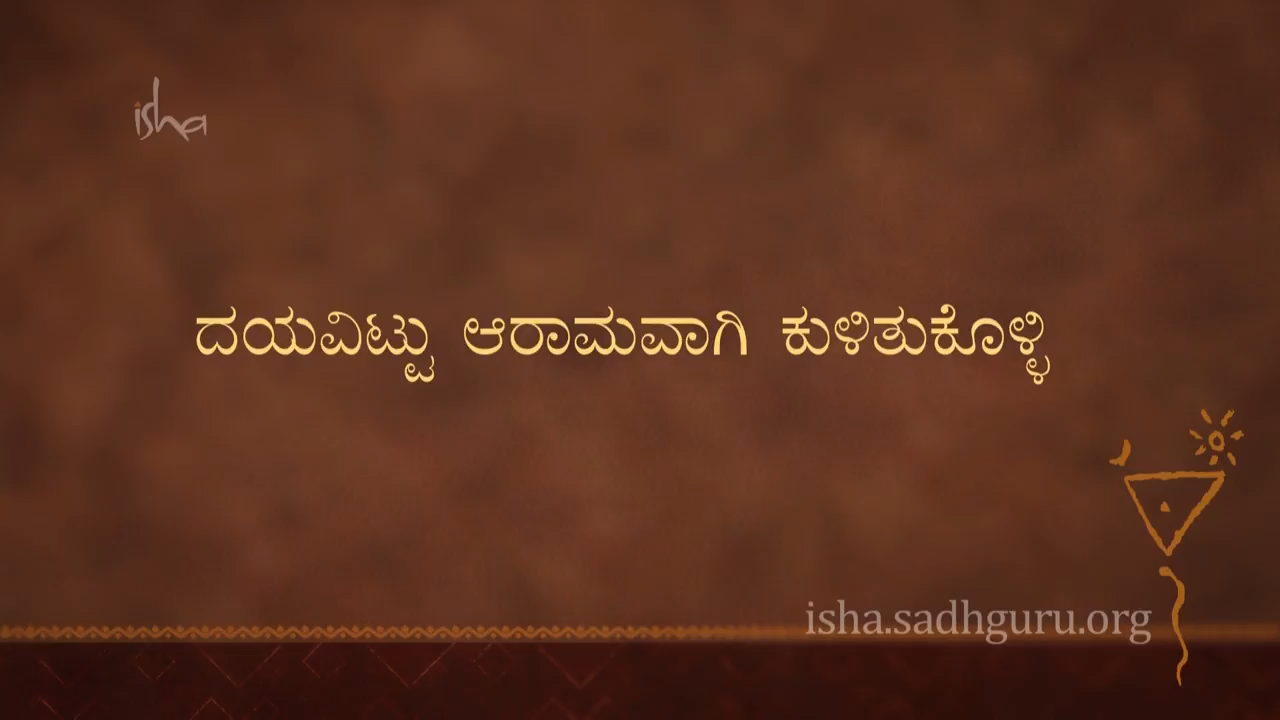 isha
ದಯವಿಟ್ಟು ಆರಾಮವಾಗಿ ಕುಳಿತುಕೊಳ್ಳಿ
isha.sadhguru.org